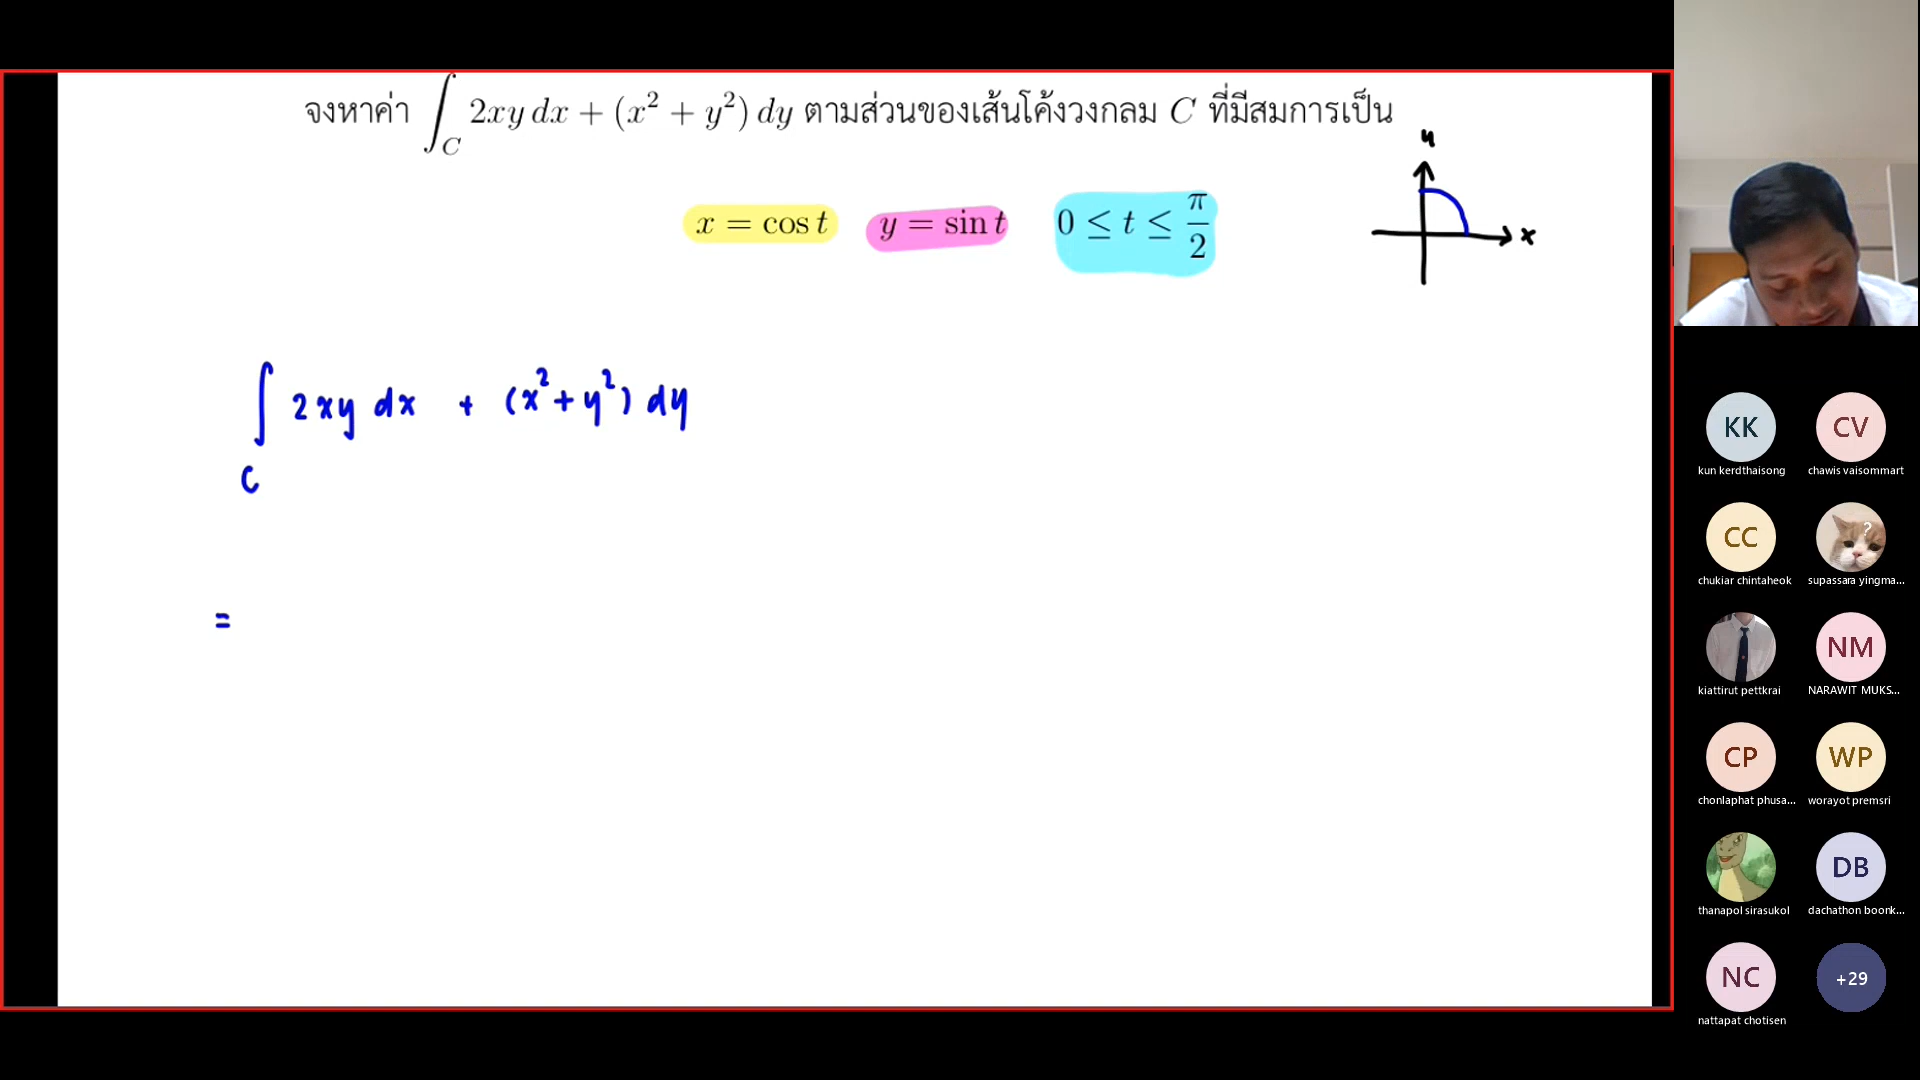 จงหาค่า ∫_C 2xy dx + (x² + y²) dy ตามส่วนของเส้นโค้งวงกลม C ที่มีสมการเป็น
x = cos t y = sin t 0 ≤ t ≤ π/2
y
x
∫_C 2xy dx + (x² + y²) dy
=
KK CV
kun kerdthaisong chawis vaisommart
CC ?
chukiar chintaheok supassara yingma...
NM
kiattirut pettkrai NARAWIT MUKS...
CP WP
chonlaphat phusa... worayot premsri
DB
thanapol sirasukol dachathon boonk...
NC +29
nattapat chotisen